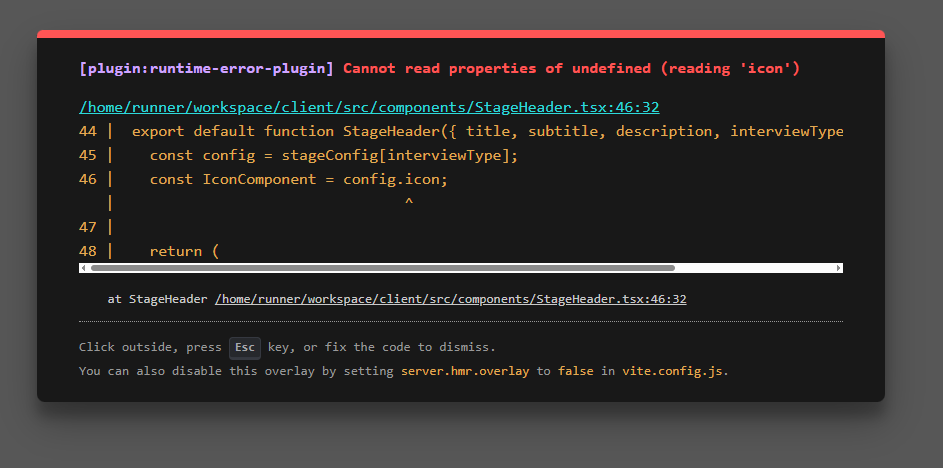 [plugin:runtime-error-plugin] Cannot read properties of undefined (reading 'icon')
/home/runner/workspace/client/src/components/StageHeader.tsx:46:32
44 | export default function StageHeader({ title, subtitle, description, interviewType
45 | const config = stageConfig[interviewType];
46 | const IconComponent = config.icon;
| ^
47 |
48 | return (
at StageHeader /home/runner/workspace/client/src/components/StageHeader.tsx:46:32
Click outside, press Esc key, or fix the code to dismiss.
You can also disable this overlay by setting server.hmr.overlay to false in vite.config.js.